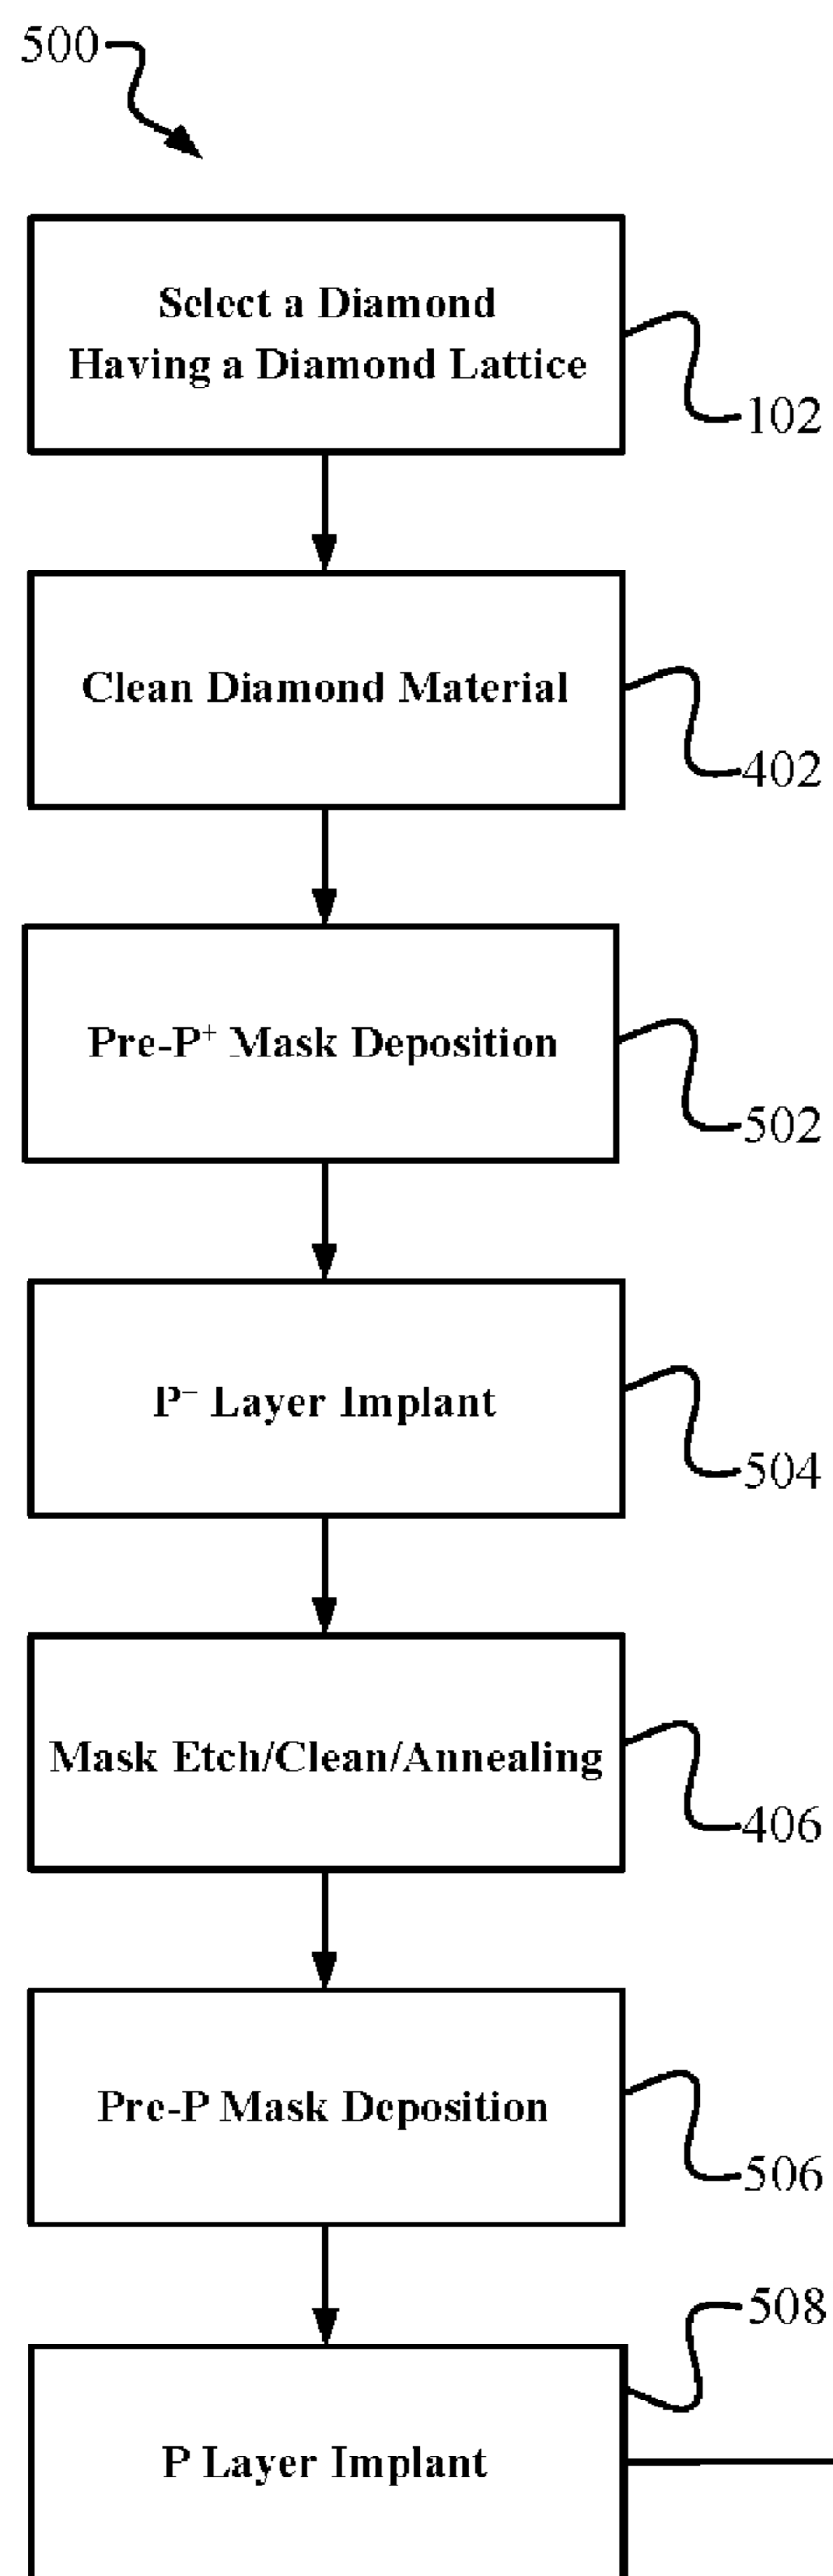 500
Select a Diamond
Having a Diamond Lattice
102
Clean Diamond Material
402
Pre-P⁺ Mask Deposition
502
P⁻ Layer Implant
504
Mask Etch/Clean/Annealing
406
Pre-P Mask Deposition
506
508
P Layer Implant